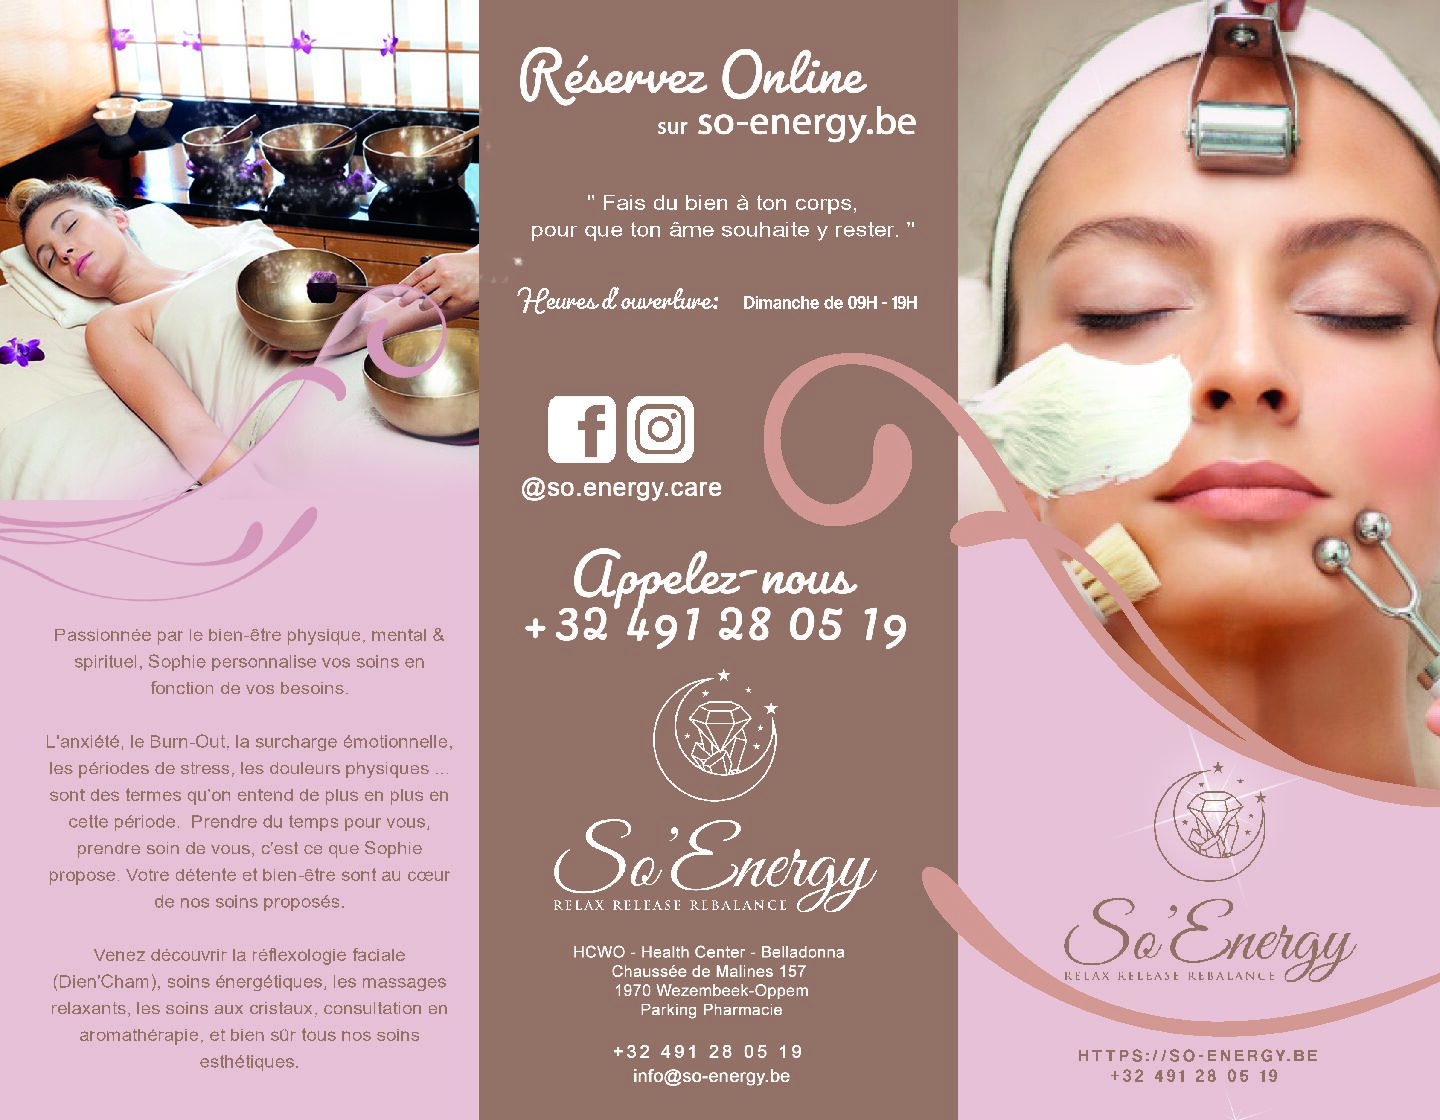 Passionnée par le bien-être physique, mental &
spirituel, Sophie personnalise vos soins en
fonction de vos besoins.
L'anxiété, le Burn-Out, la surcharge émotionnelle,
les périodes de stress, les douleurs physiques ...
sont des termes qu'on entend de plus en plus en
cette période. Prendre du temps pour vous,
prendre soin de vous, c'est ce que Sophie
propose. Votre détente et bien-être sont au cœur
de nos soins proposés.
Venez découvrir la réflexologie faciale
(Dien'Cham), soins énergétiques, les massages
relaxants, les soins aux cristaux, consultation en
aromathérapie, et bien sûr tous nos soins
esthétiques.
Réservez Online
sur so-energy.be
" Fais du bien à ton corps,
pour que ton âme souhaite y rester. "
Heures d'ouverture: Dimanche de 09H - 19H
@so.energy.care
Appelez-nous
+32 491 28 05 19
So'Energy
RELAX RELEASE REBALANCE
HCWO - Health Center - Belladonna
Chaussée de Malines 157
1970 Wezembeek-Oppem
Parking Pharmacie
+32 491 28 05 19
info@so-energy.be
So'Energy
RELAX RELEASE REBALANCE
HTTPS://SO-ENERGY.BE
+32 491 28 05 19